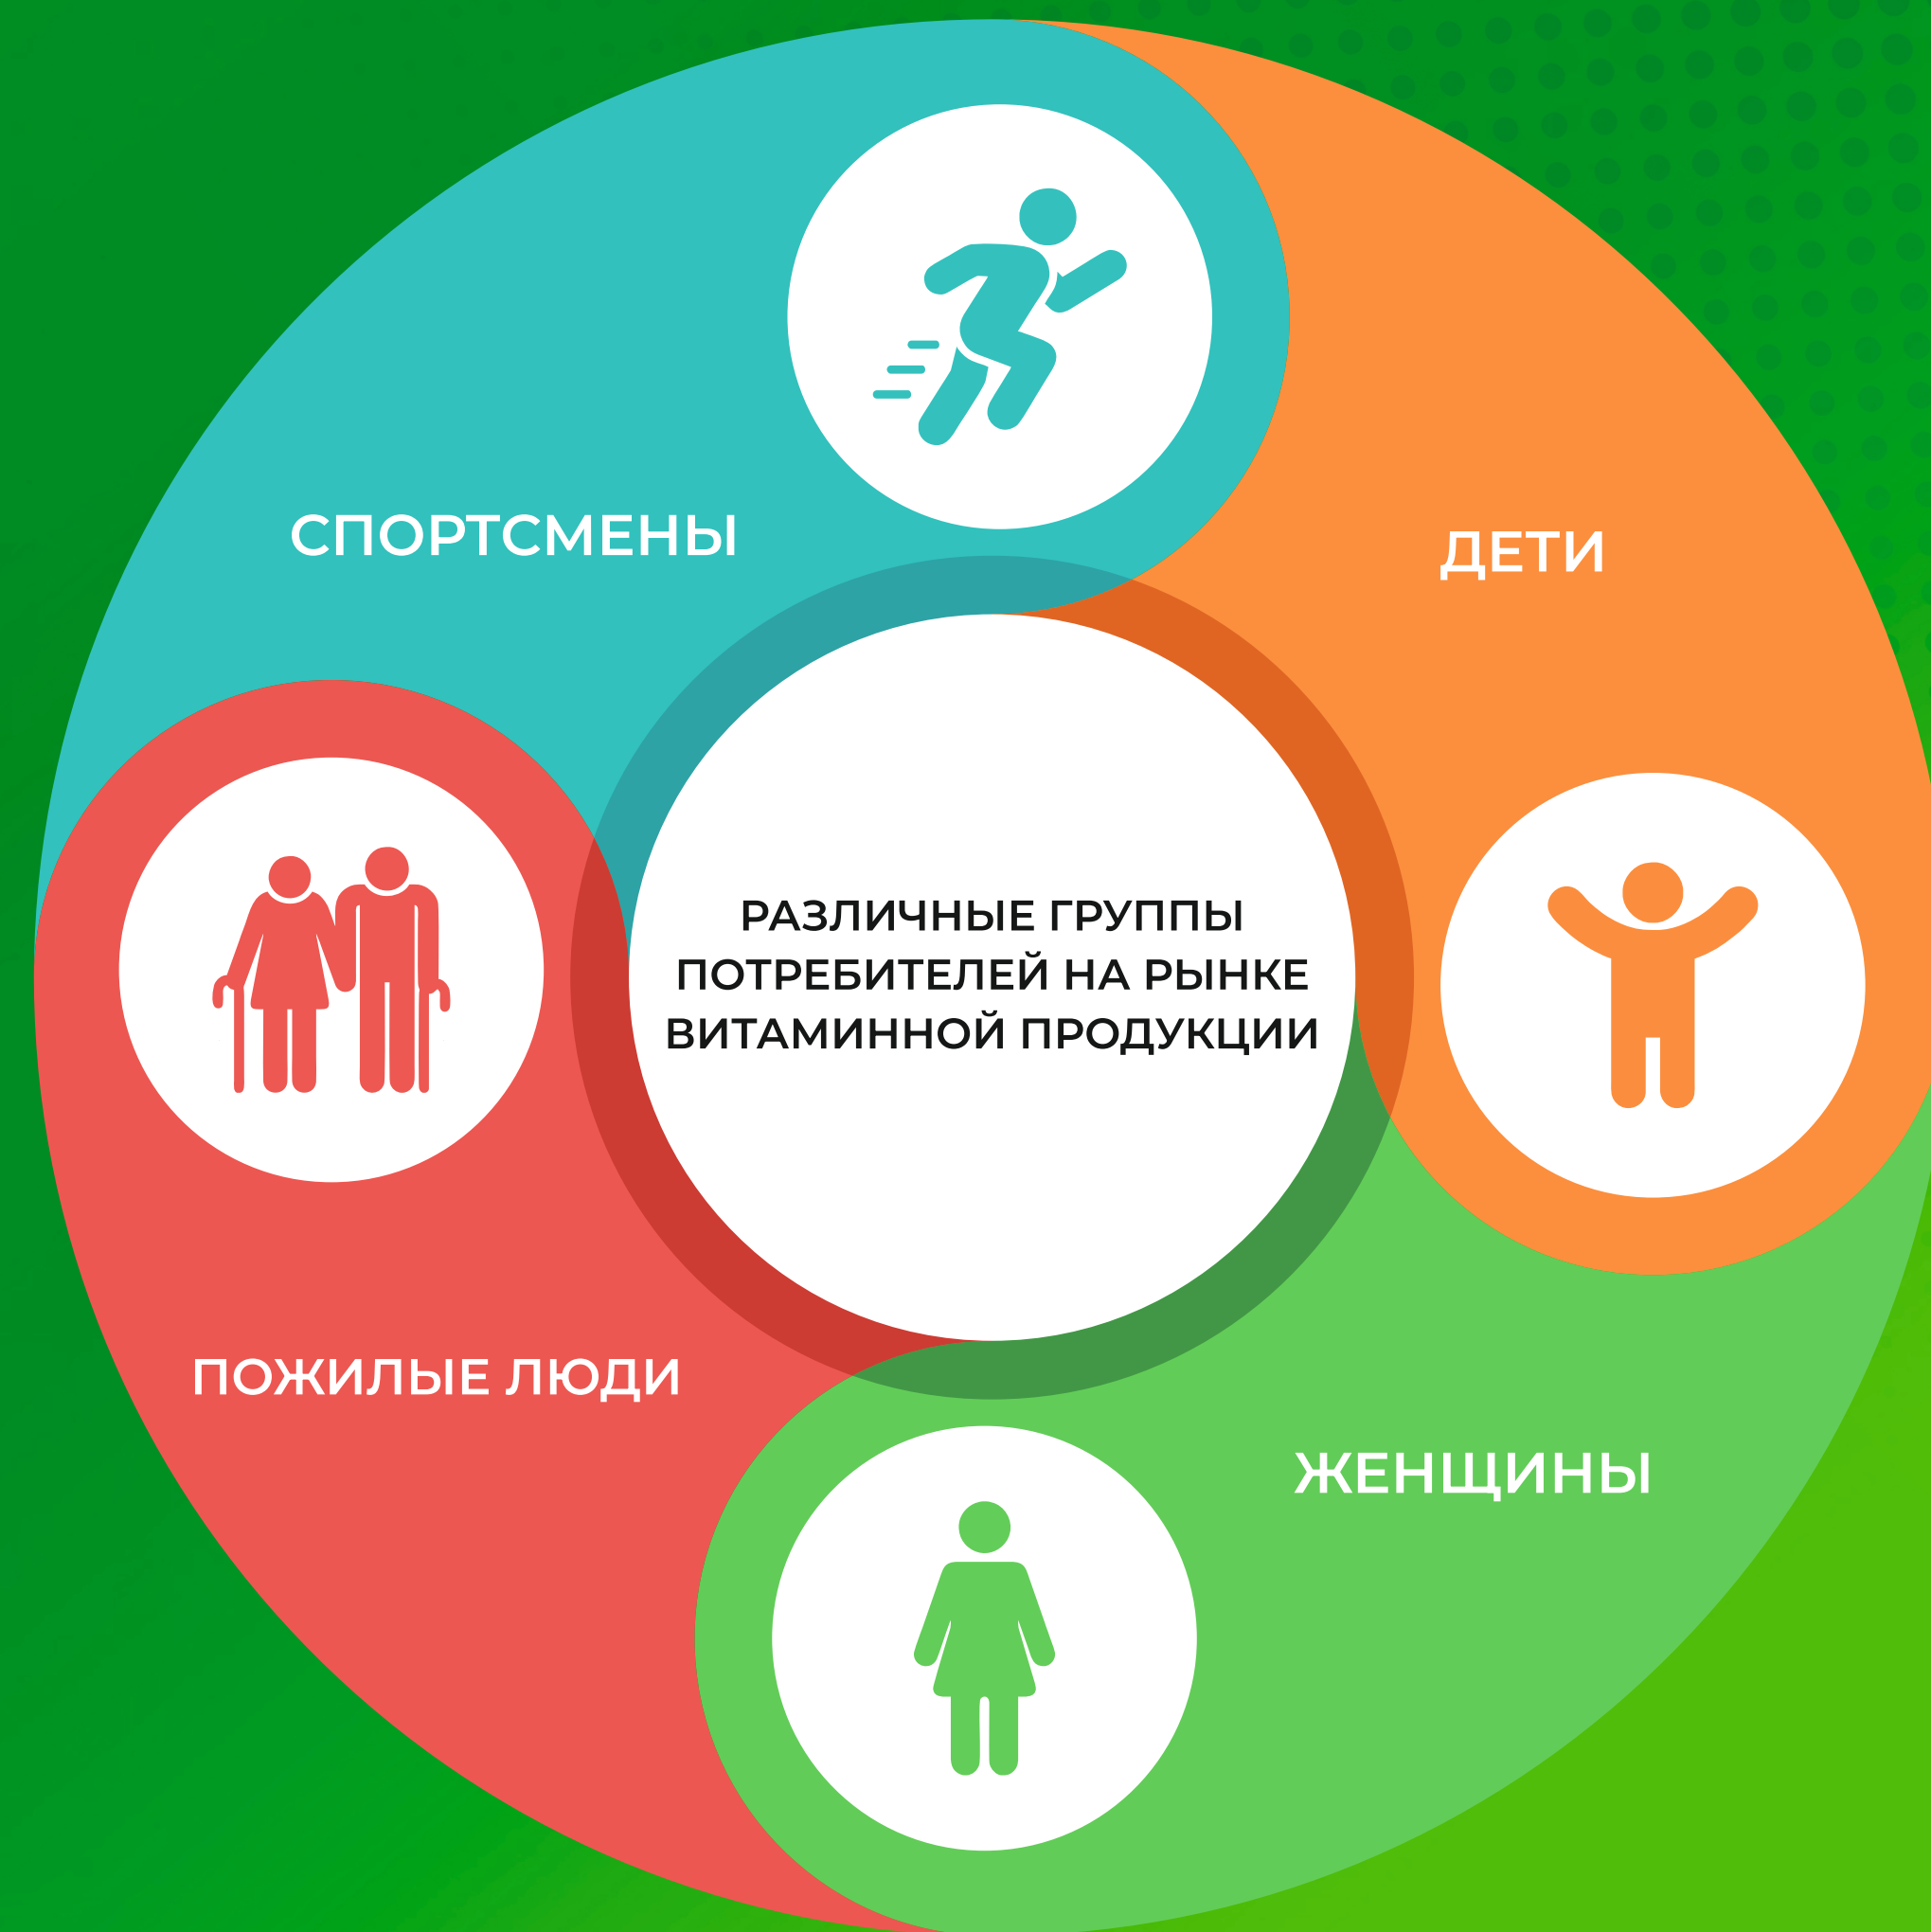 СПОРТСМЕНЫ
ДЕТИ
РАЗЛИЧНЫЕ ГРУППЫ
ПОТРЕБИТЕЛЕЙ НА РЫНКЕ
ВИТАМИННОЙ ПРОДУКЦИИ
ПОЖИЛЫЕ ЛЮДИ
ЖЕНЩИНЫ